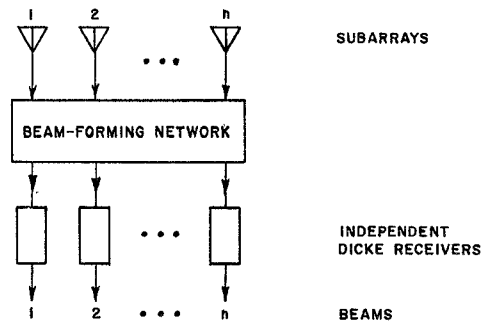 1 2 ... n
SUBARRAYS
BEAM-FORMING NETWORK
...
INDEPENDENT
DICKE RECEIVERS
1 2 ... n
BEAMS